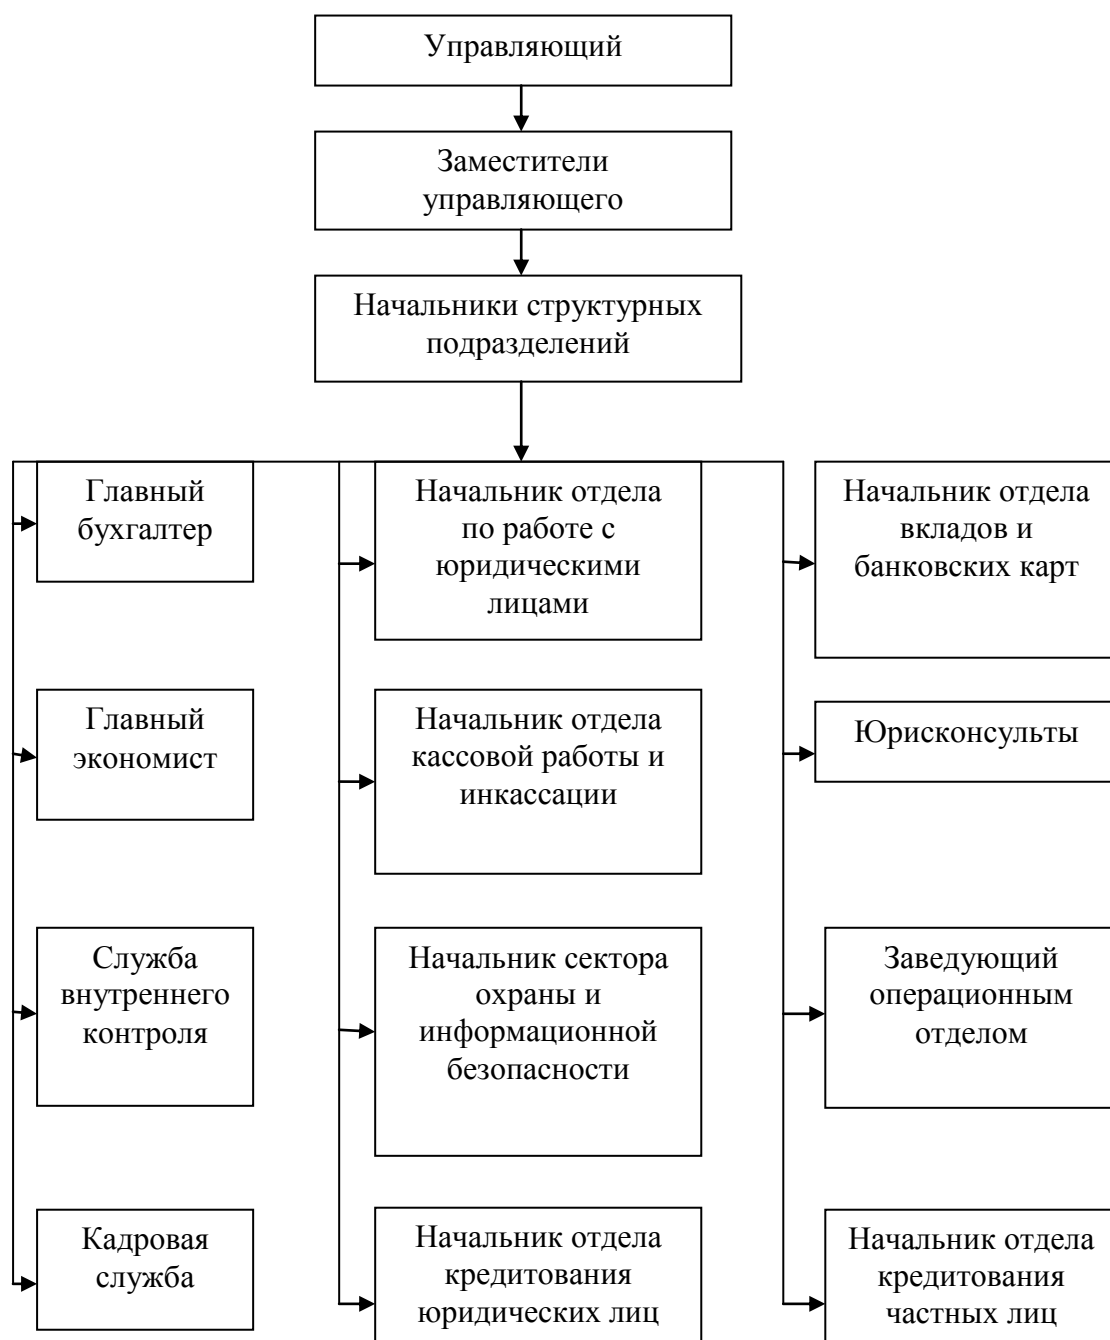 Управляющий
Заместители
управляющего
Начальники структурных
подразделений
Главный
бухгалтер
Начальник отдела
по работе с
юридическими
лицами
Начальник отдела
вкладов и
банковских карт
Главный
экономист
Начальник отдела
кассовой работы и
инкассации
Юрисконсульты
Служба
внутреннего
контроля
Начальник сектора
охраны и
информационной
безопасности
Заведующий
операционным
отделом
Кадровая
служба
Начальник отдела
кредитования
юридических лиц
Начальник отдела
кредитования
частных лиц